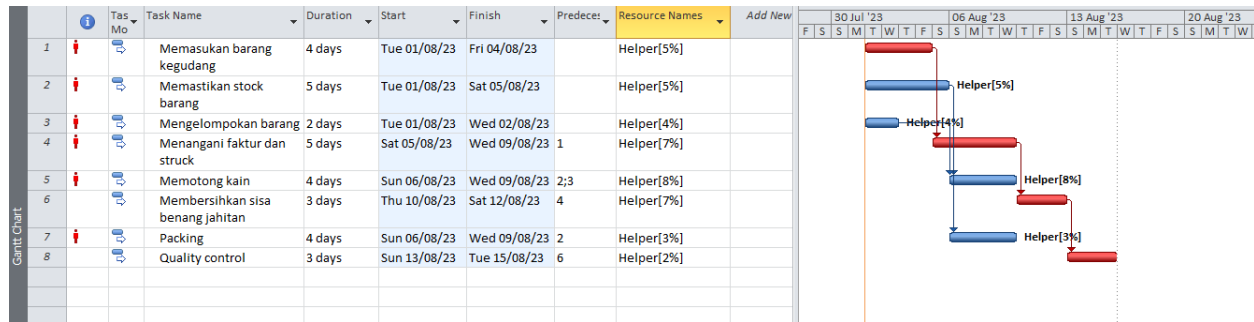 Tas Mo Task Name Duration Start Finish Predeces Resource Names Add New
30 Jul '23 06 Aug '23 13 Aug '23 20 Aug '23
F S S M T W T F S S M T W T F S S M T W T F S S M T W
1 Memasukan barang kegudang 4 days Tue 01/08/23 Fri 04/08/23 Helper[5%]
2 Memastikan stock barang 5 days Tue 01/08/23 Sat 05/08/23 Helper[5%]
Helper[5%]
3 Mengelompokan barang 2 days Tue 01/08/23 Wed 02/08/23 Helper[4%]
Helper[4%]
4 Menangani faktur dan struck 5 days Sat 05/08/23 Wed 09/08/23 1 Helper[7%]
5 Memotong kain 4 days Sun 06/08/23 Wed 09/08/23 2;3 Helper[8%]
Helper[8%]
6 Membersihkan sisa benang jahitan 3 days Thu 10/08/23 Sat 12/08/23 4 Helper[7%]
7 Packing 4 days Sun 06/08/23 Wed 09/08/23 2 Helper[3%]
Helper[3%]
8 Quality control 3 days Sun 13/08/23 Tue 15/08/23 6 Helper[2%]
Gantt Chart